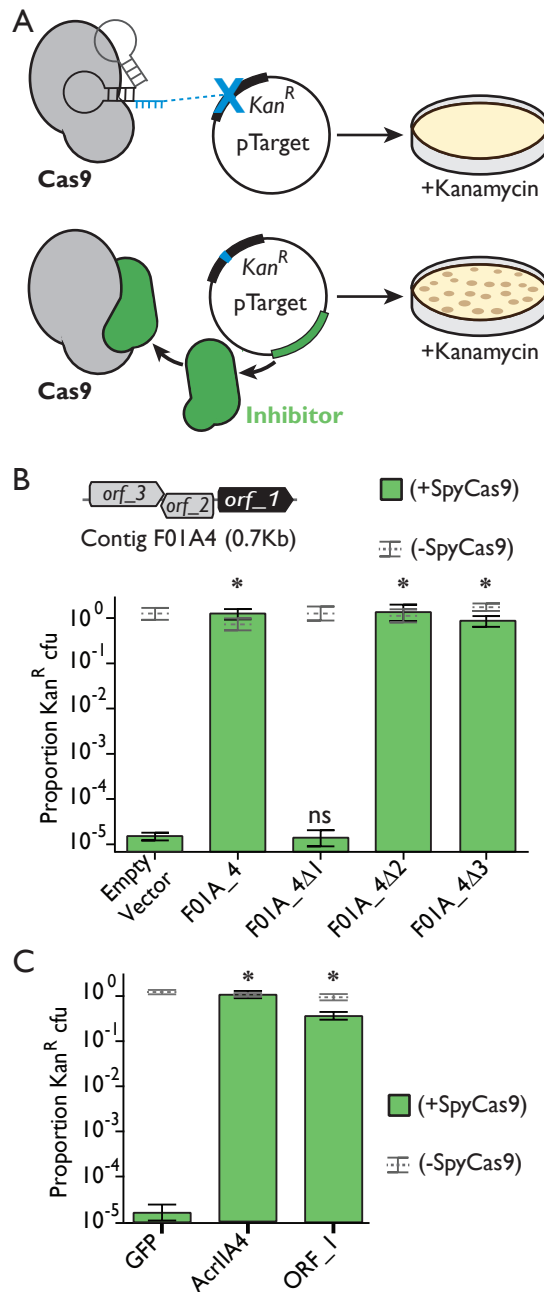 A
Kan^R
pTarget
Cas9
+Kanamycin
Kan^R
pTarget
Cas9
+Kanamycin
Inhibitor
B
orf_3
orf_2
orf_1
Contig F01A4 (0.7Kb)
(+SpyCas9)
(-SpyCas9)
Proportion Kan^R cfu
10^0
10^-1
10^-2
10^-3
10^-4
10^-5
*
ns
*
*
Empty
Vector
F01A_4
F01A_4Δ1
F01A_4Δ2
F01A_4Δ3
C
Proportion Kan^R cfu
10^0
10^-1
10^-2
10^-3
10^-4
10^-5
*
*
GFP
AcrIIA4
ORF_1
(+SpyCas9)
(-SpyCas9)